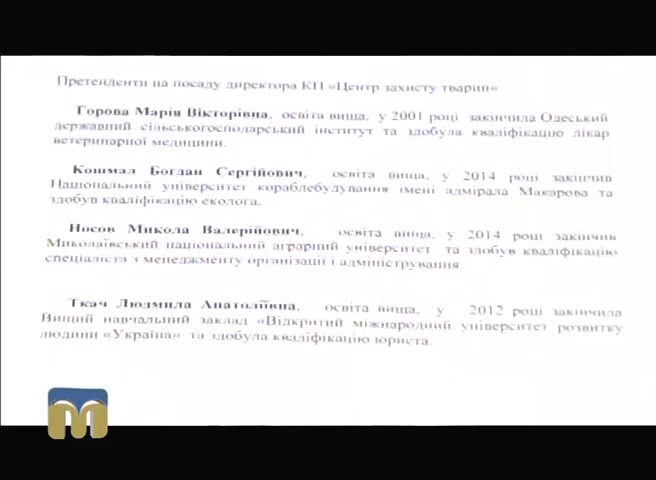 Претенденти на посаду директора КП «Центр захисту тварин»
Горова Марія Вікторівна, освіта вища, у 2001 році закінчила Одеський
державний сільськогосподарський інститут та здобула кваліфікацію лікар
ветеринарної медицини.
Кошмал Богдан Сергійович, освіта вища, у 2014 році закінчив
Національний університет кораблебудування імені адмірала Макарова та
здобув кваліфікацію еколога.
Носов Микола Валерійович, освіта вища, у 2014 році закінчив
Миколаївський національний аграрний університет та здобув кваліфікацію
спеціаліста з менеджменту організації і адміністрування.
Ткач Людмила Анатоліївна, освіта вища, у 2012 році закінчила
Вищий навчальний заклад «Відкритий міжнародний університет розвитку
людини «Україна» та здобула кваліфікацію юриста.